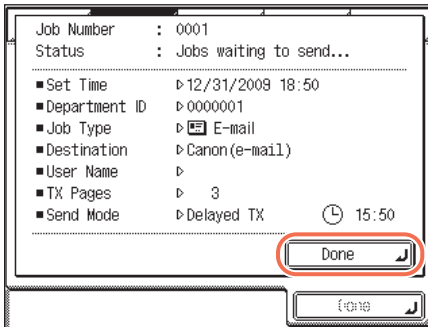 Job Number : 0001
Status : Jobs waiting to send...
■Set Time ▷12/31/2009 18:50
■Department ID ▷0000001
■Job Type ▷ E-mail
■Destination ▷Canon(e-mail)
■User Name ▷
■TX Pages ▷ 3
■Send Mode ▷Delayed TX 15:50
Done
Done